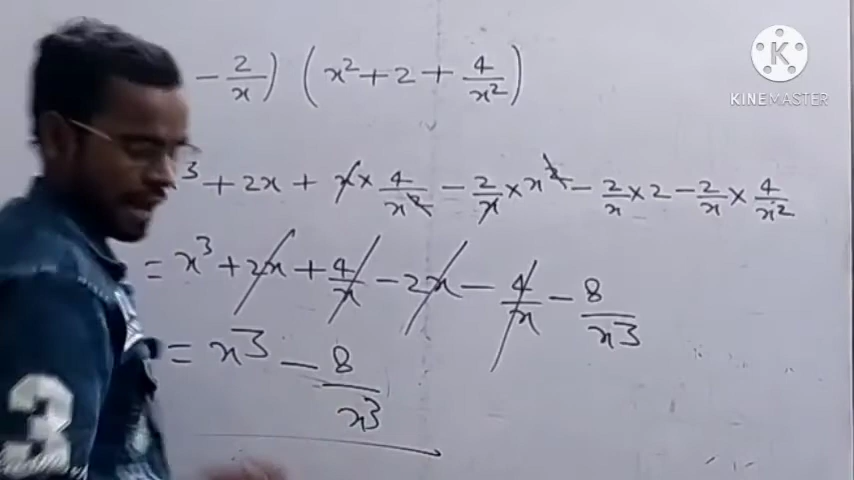 - 2/x) (x² + 2 + 4/x²)
³ + 2x + x × 4/x² - 2/x × x² - 2/x × 2 - 2/x × 4/x²
= x³ + 2x + 4/x - 2x - 4/x - 8/x³
= x³ - 8/x³
K
KINEMASTER
3